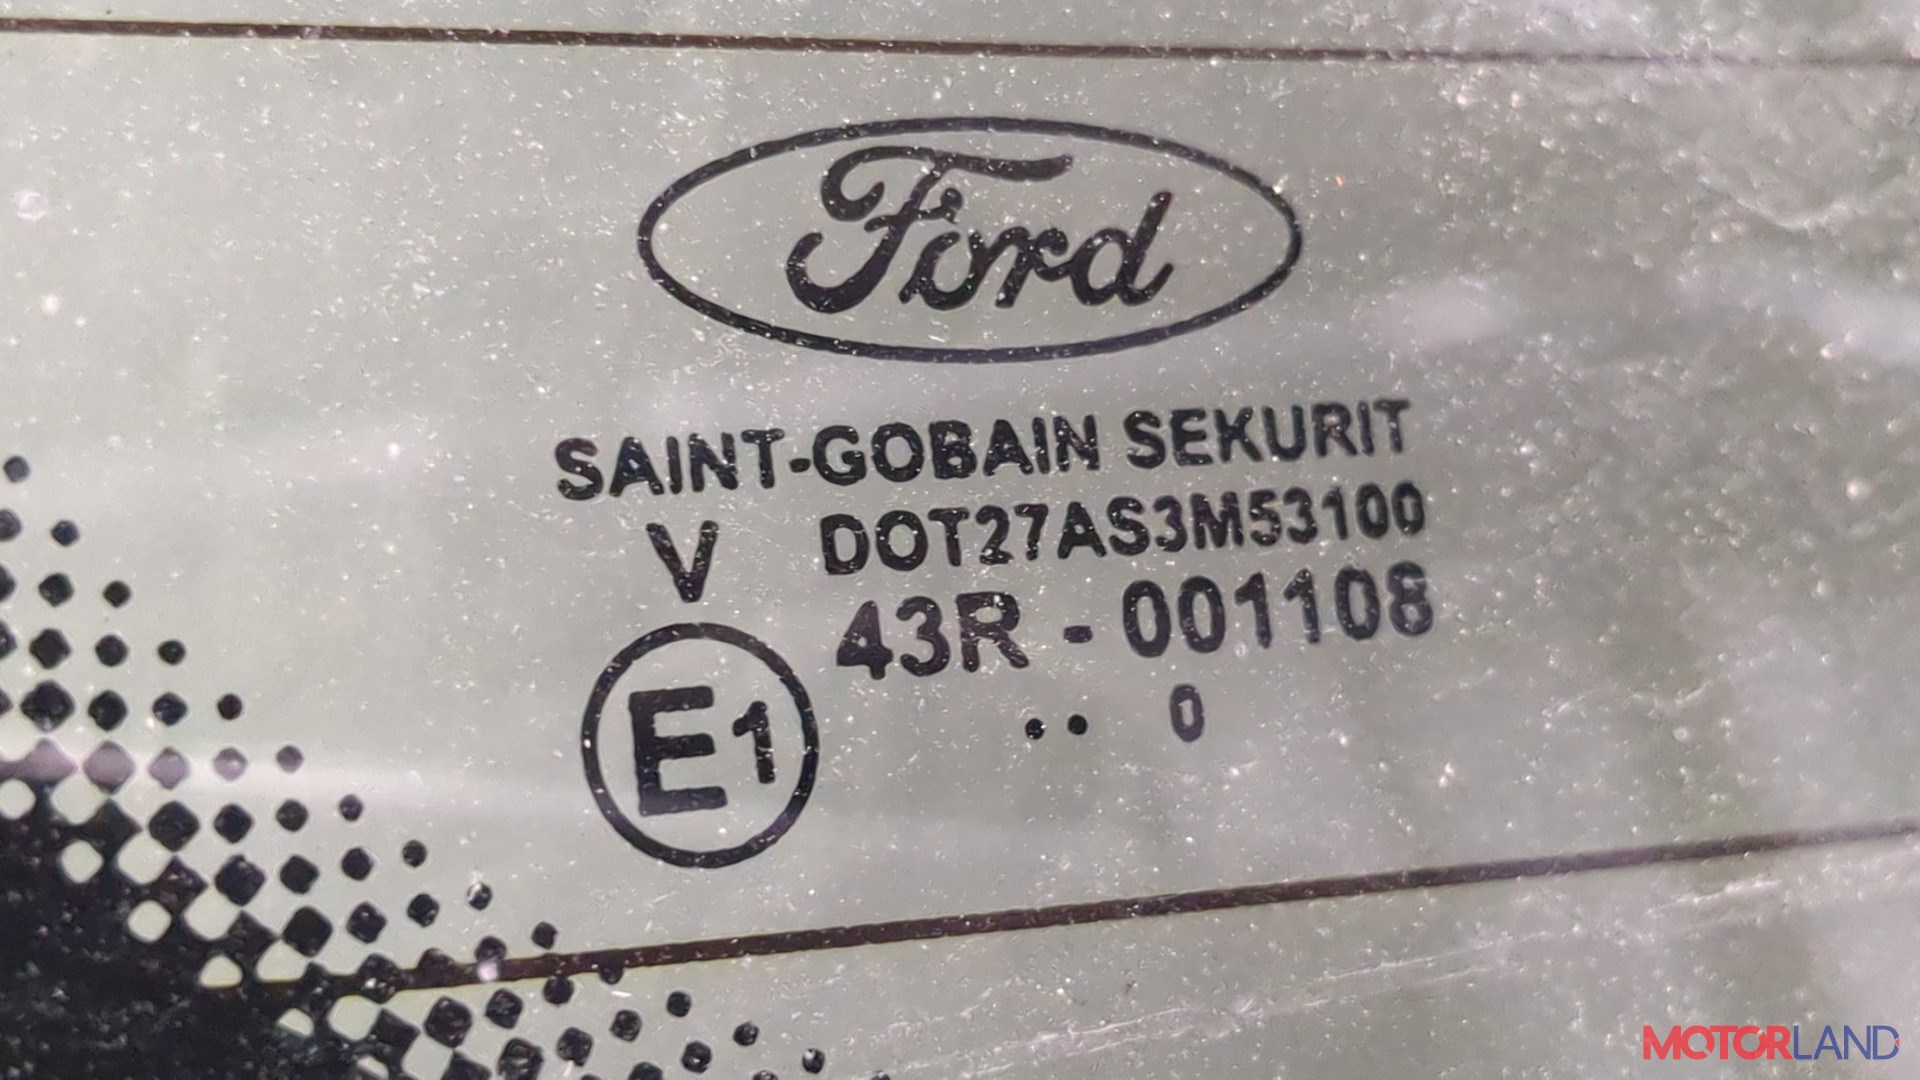 Ford
SAINT-GOBAIN SEKURIT
V DOT27AS3M53100
43R - 001108
E1
.. 0
MOTORLAND